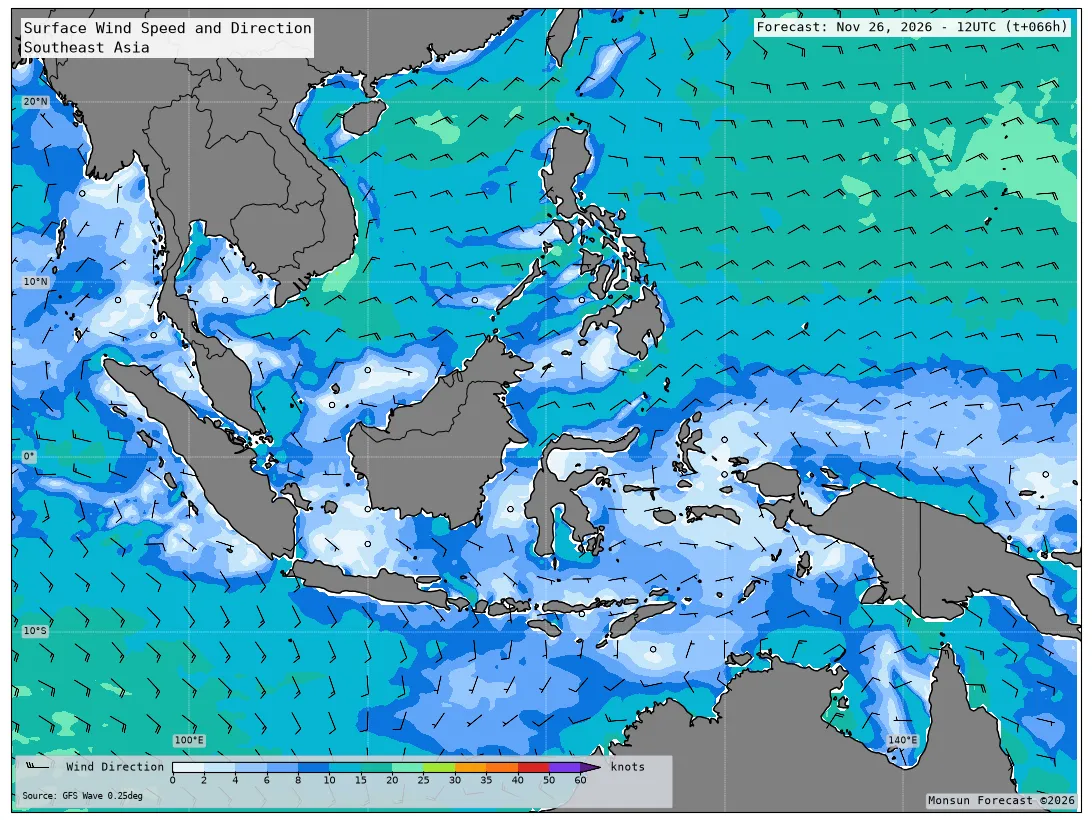 Surface Wind Speed and Direction
Southeast Asia
Forecast: Nov 26, 2026 - 12UTC (t+066h)
20°N
10°N
0°
10°S
100°E
140°E
Wind Direction
0 2 4 6 8 10 15 20 25 30 35 40 50 60
knots
Source: GFS Wave 0.25deg
Monsun Forecast ©2026